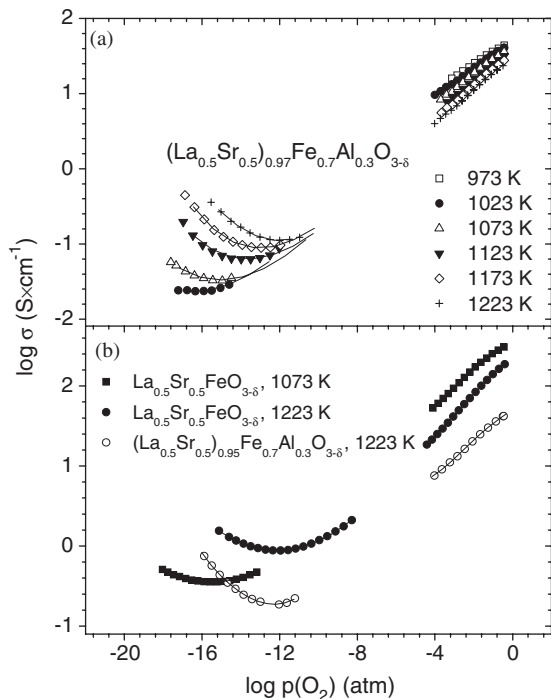 (a)
(La0.5Sr0.5)0.97Fe0.7Al0.3O3-δ
973 K
1023 K
1073 K
1123 K
1173 K
1223 K
2
1
0
-1
-2
log σ (S×cm-1)
(b)
La0.5Sr0.5FeO3-δ, 1073 K
La0.5Sr0.5FeO3-δ, 1223 K
(La0.5Sr0.5)0.95Fe0.7Al0.3O3-δ, 1223 K
2
1
0
-1
-20 -16 -12 -8 -4 0
log p(O2) (atm)